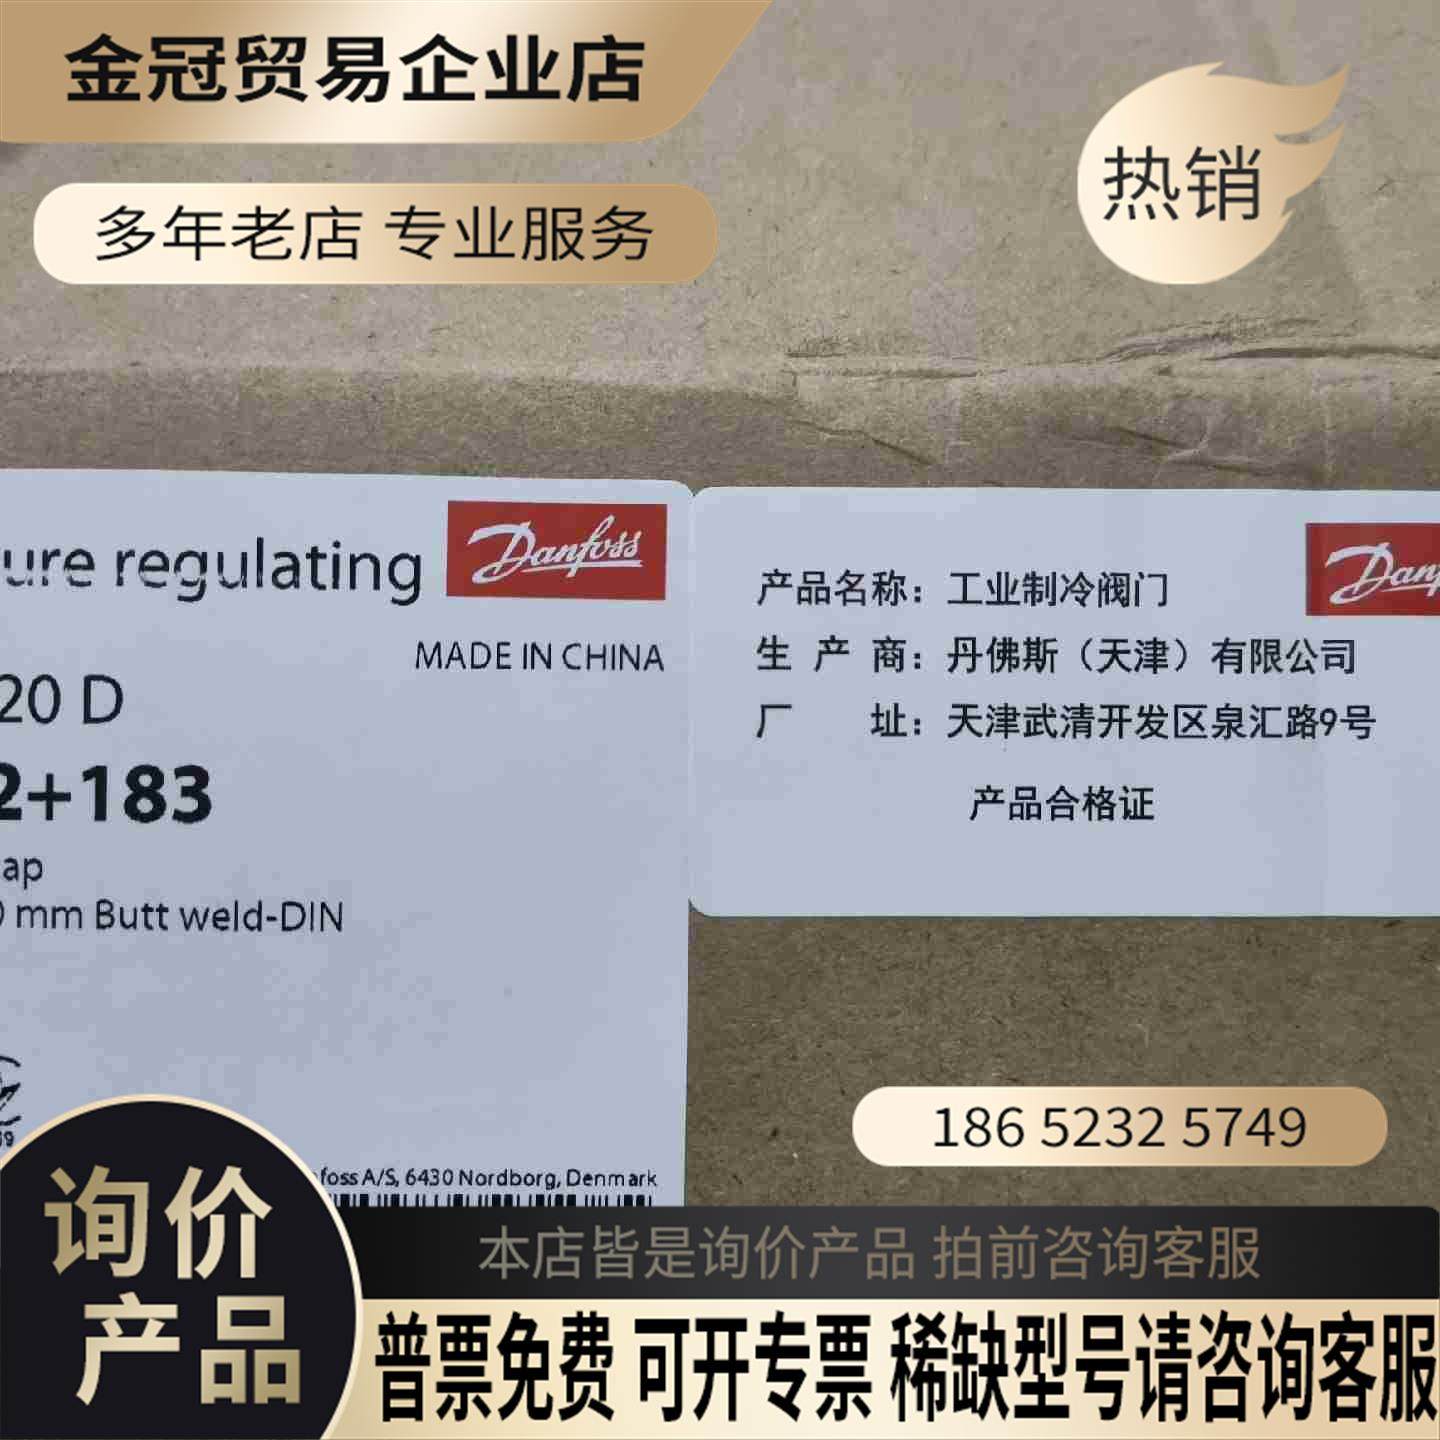 金冠贸易企业店
多年老店 专业服务
热销
ure regulating
Danfoss
MADE IN CHINA
20 D
2+183
ap
mm Butt weld-DIN
foss A/S, 6430 Nordborg, Denmark
产品名称：工业制冷阀门
生产商：丹佛斯（天津）有限公司
厂址：天津武清开发区泉汇路9号
产品合格证
186 5232 5749
询价
产品
本店皆是询价产品 拍前咨询客服
普票免费 可开专票 稀缺型号请咨询客服